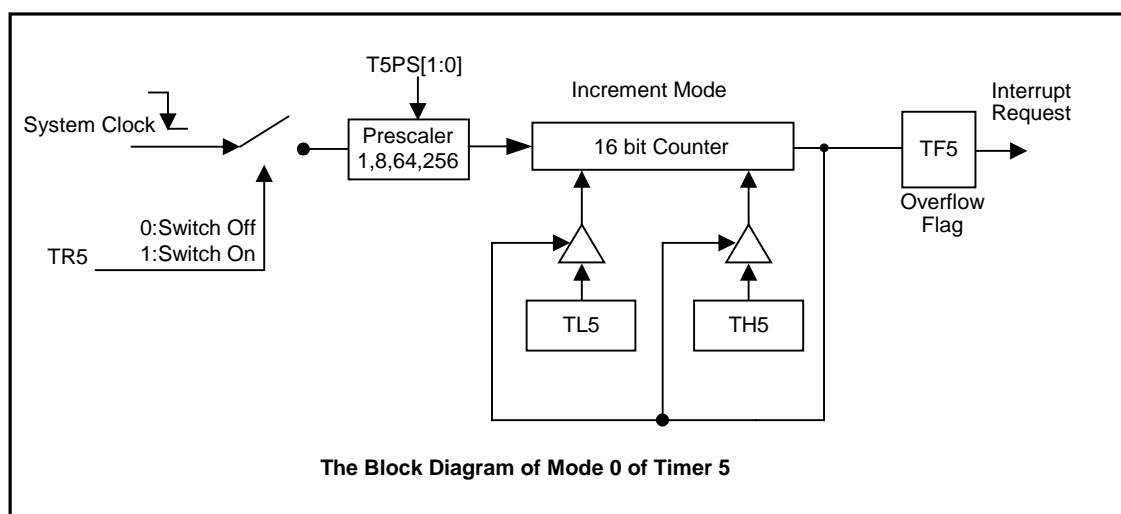 T5PS[1:0]
Increment Mode
Interrupt
Request
System Clock
Prescaler
1,8,64,256
16 bit Counter
TF5
Overflow
Flag
0:Switch Off
1:Switch On
TR5
TL5
TH5
The Block Diagram of Mode 0 of Timer 5